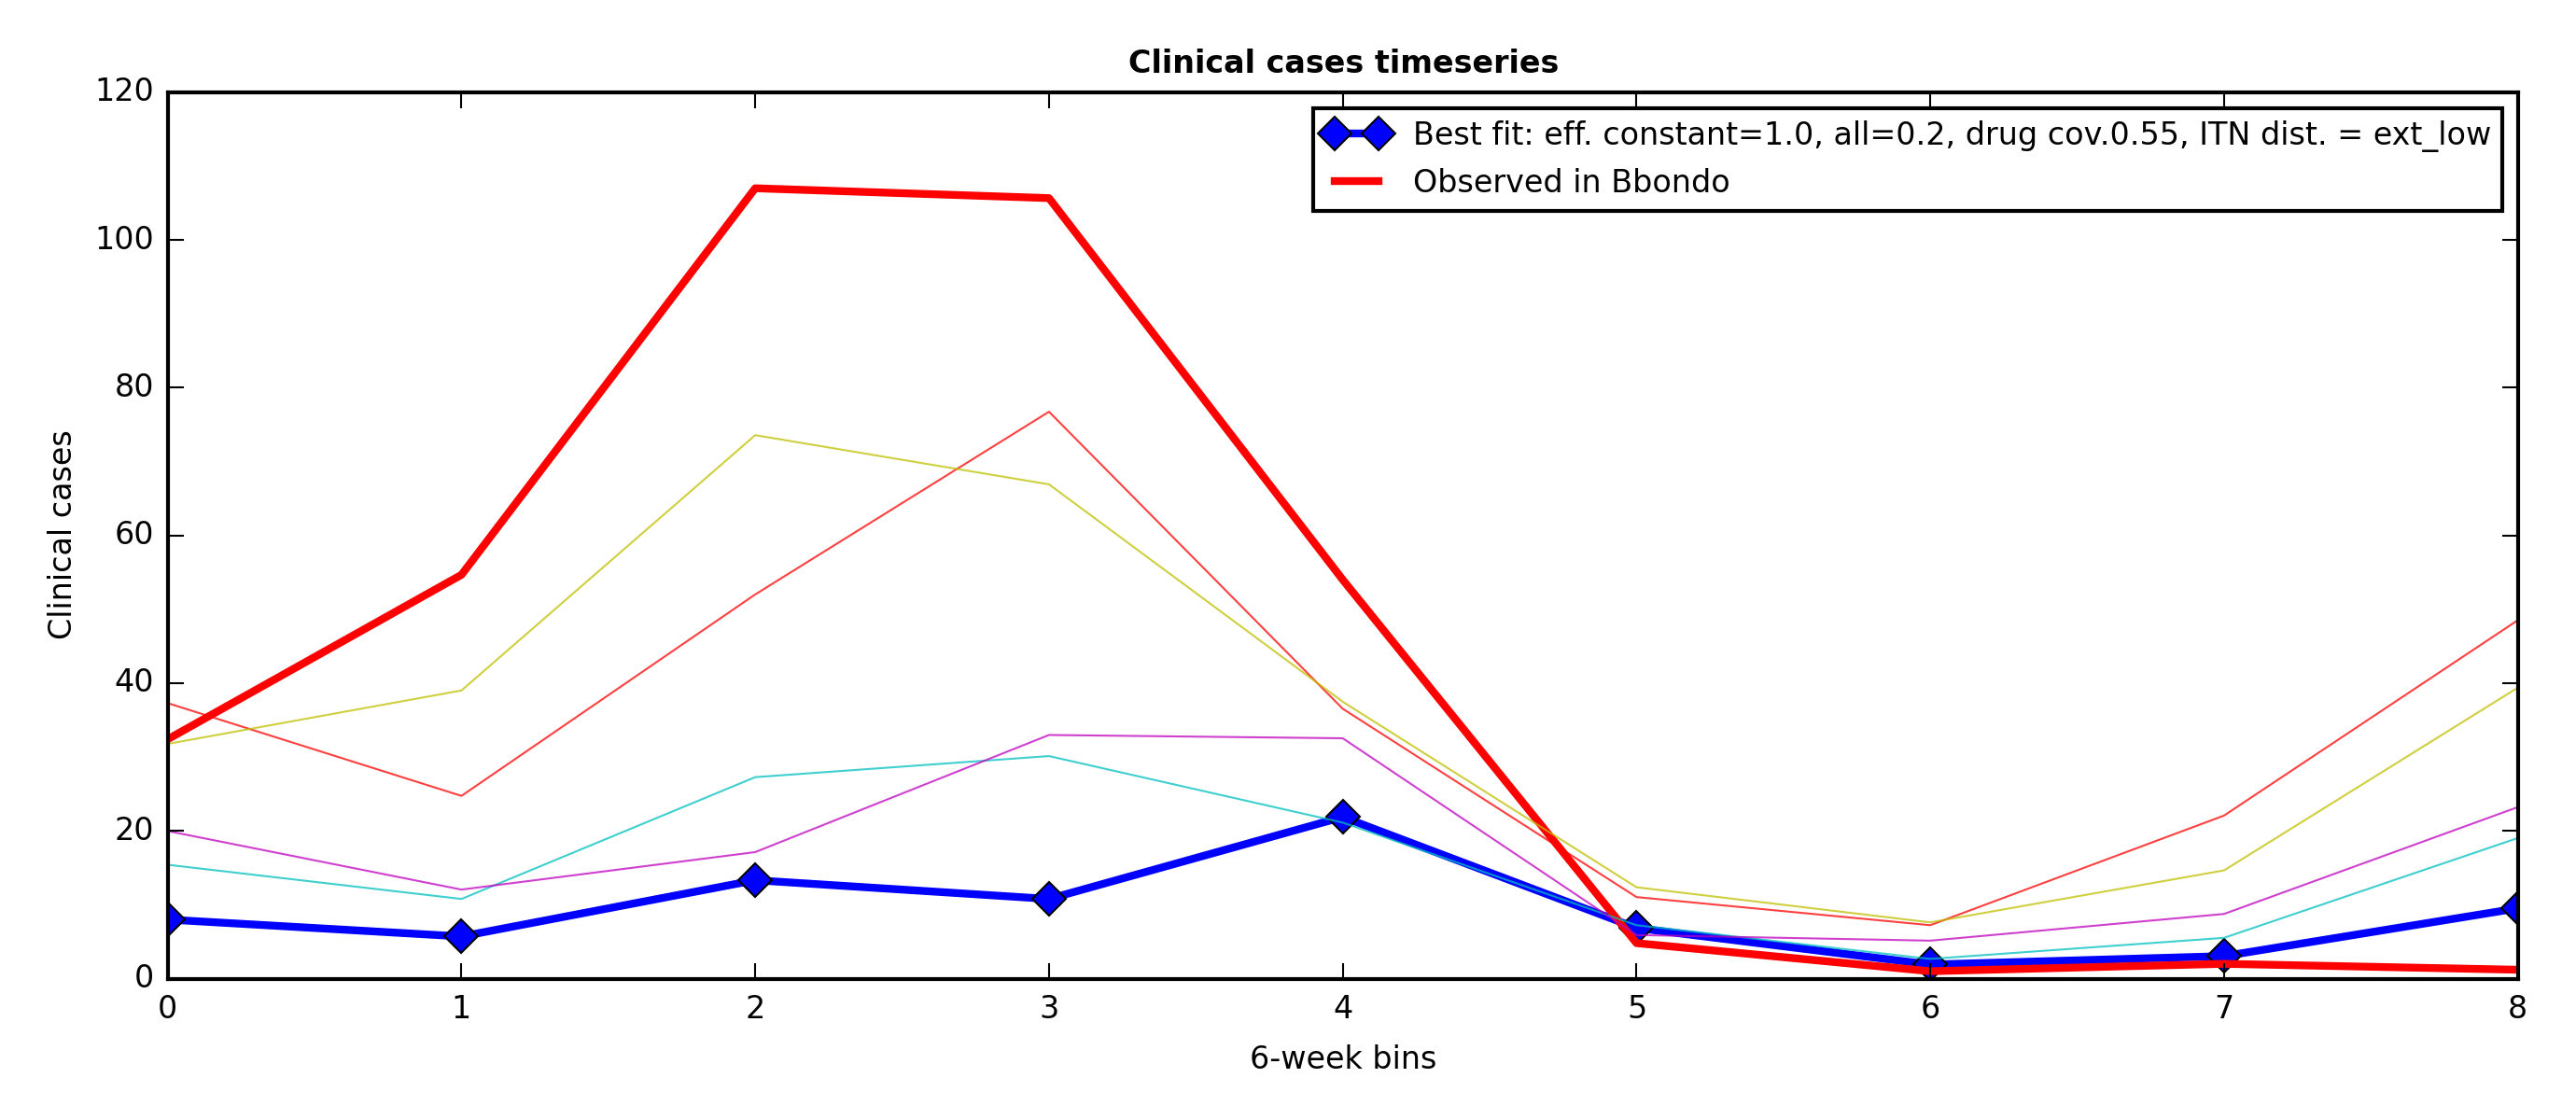 Clinical cases timeseries
120
100
80
60
40
20
0
Clinical cases
Best fit: eff. constant=1.0, all=0.2, drug cov.0.55, ITN dist. = ext_low
Observed in Bbondo
0 1 2 3 4 5 6 7 8
6-week bins